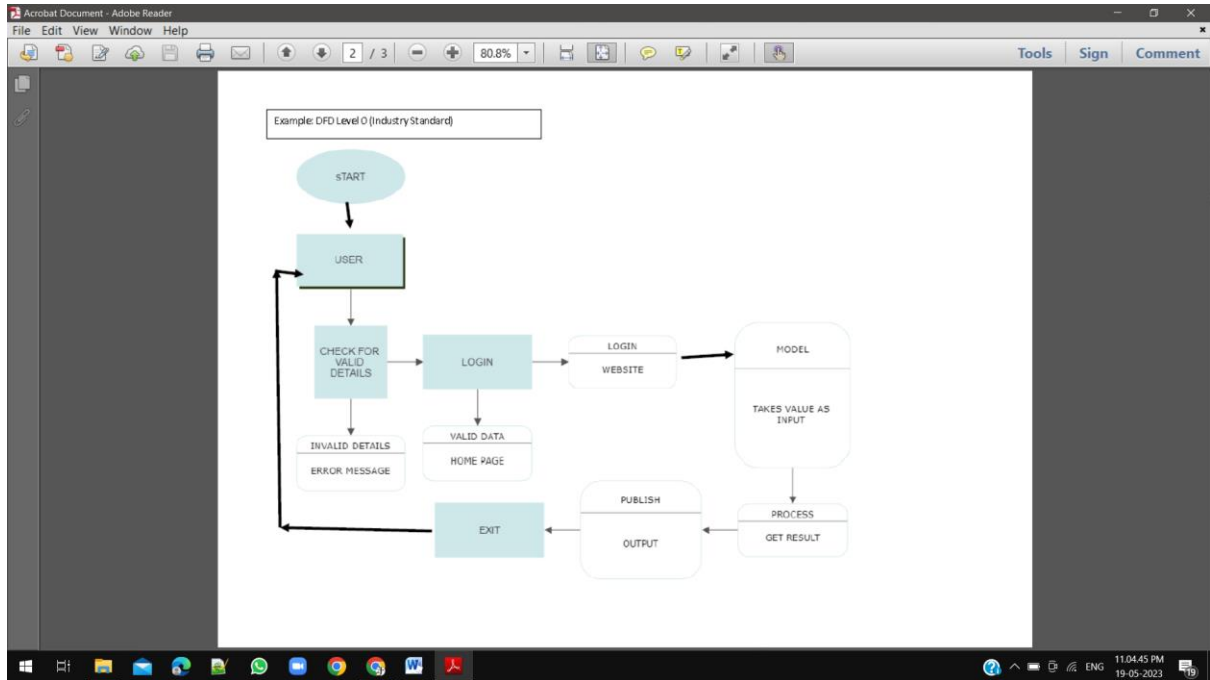 Acrobat Document - Adobe Reader
File Edit View Window Help
2 / 3 80.8% Tools Sign Comment
Example: DFD Level 0 (Industry Standard)
sTART
USER
CHECK FOR
VALID
DETAILS
LOGIN
LOGIN
WEBSITE
MODEL
TAKES VALUE AS
INPUT
INVALID DETAILS
ERROR MESSAGE
VALID DATA
HOME PAGE
PUBLISH
OUTPUT
PROCESS
GET RESULT
EXIT
ENG
11.04.45 PM
19-05-2023
19